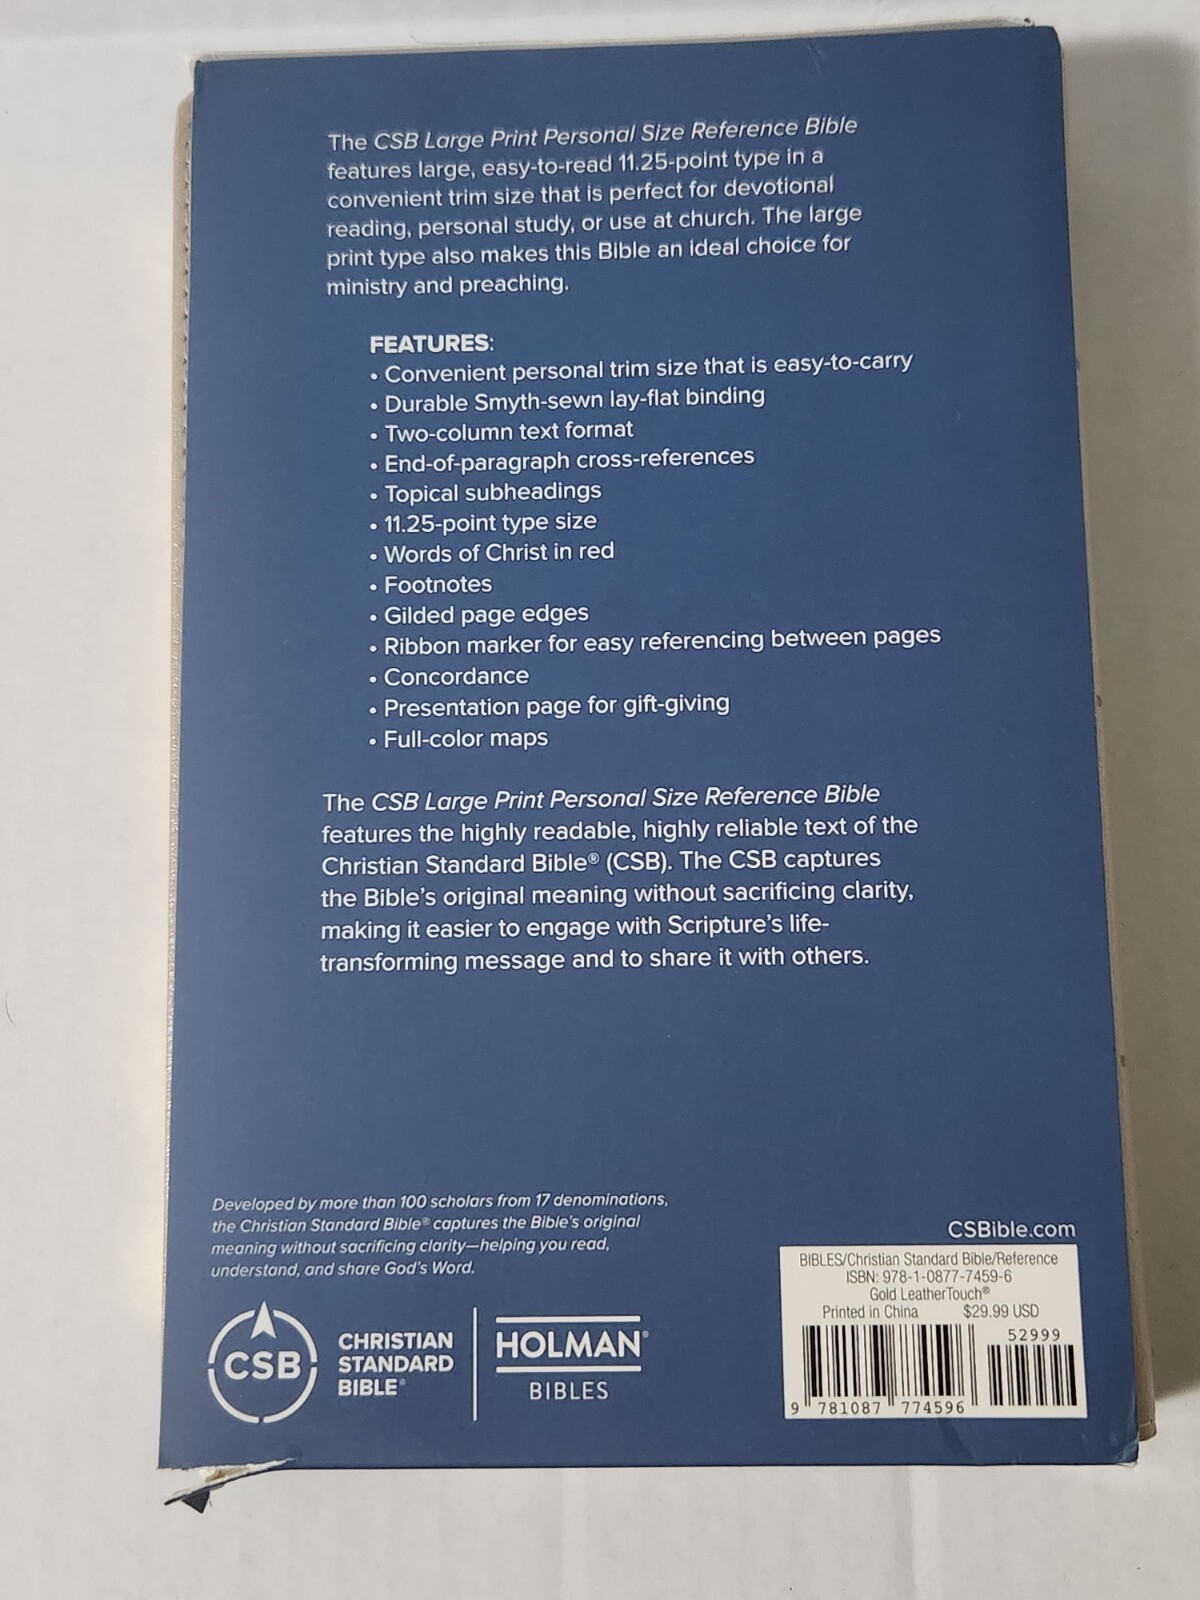 The CSB Large Print Personal Size Reference Bible
features large, easy-to-read 11.25-point type in a
convenient trim size that is perfect for devotional
reading, personal study, or use at church. The large
print type also makes this Bible an ideal choice for
ministry and preaching.
FEATURES:
• Convenient personal trim size that is easy-to-carry
• Durable Smyth-sewn lay-flat binding
• Two-column text format
• End-of-paragraph cross-references
• Topical subheadings
• 11.25-point type size
• Words of Christ in red
• Footnotes
• Gilded page edges
• Ribbon marker for easy referencing between pages
• Concordance
• Presentation page for gift-giving
• Full-color maps
The CSB Large Print Personal Size Reference Bible
features the highly readable, highly reliable text of the
Christian Standard Bible® (CSB). The CSB captures
the Bible's original meaning without sacrificing clarity,
making it easier to engage with Scripture's life-
transforming message and to share it with others.
Developed by more than 100 scholars from 17 denominations,
the Christian Standard Bible® captures the Bible's original
meaning without sacrificing clarity—helping you read,
understand, and share God's Word.
CSB
CHRISTIAN
STANDARD
BIBLE®
HOLMAN®
BIBLES
CSBible.com
BIBLES/Christian Standard Bible/Reference
ISBN: 978-1-0877-7459-6
Gold LeatherTouch®
Printed in China $29.99 USD
52999
9 781087 774596